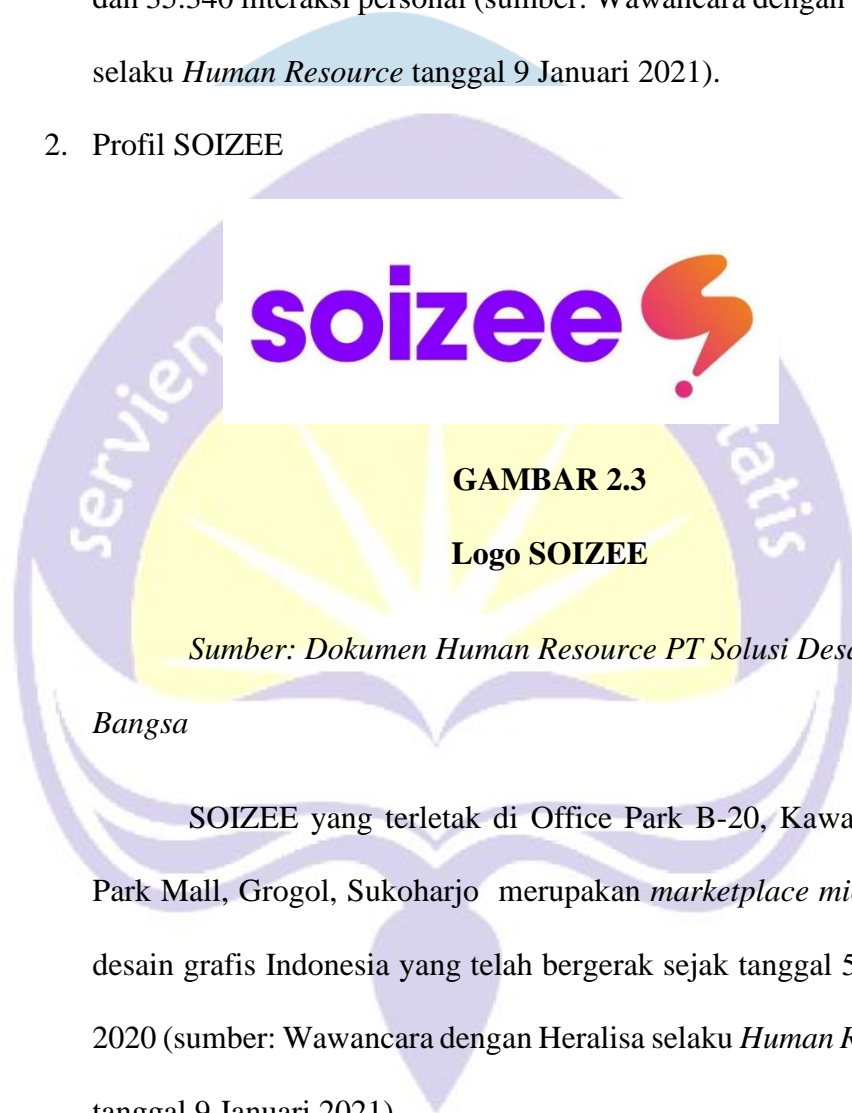 dan 35.340 interaksi personal (sumber: Wawancara dengan
selaku Human Resource tanggal 9 Januari 2021).
2. Profil SOIZEE
soizee
GAMBAR 2.3
Logo SOIZEE
Sumber: Dokumen Human Resource PT Solusi
Bangsa
SOIZEE yang terletak di Office Park B-20,
Park Mall, Grogol, Sukoharjo merupakan marketplace
desain grafis Indonesia yang telah bergerak sejak tanggal 5
2020 (sumber: Wawancara dengan Heralisa selaku Human
tanggal 9 Januari 2021).
serviens
tatis